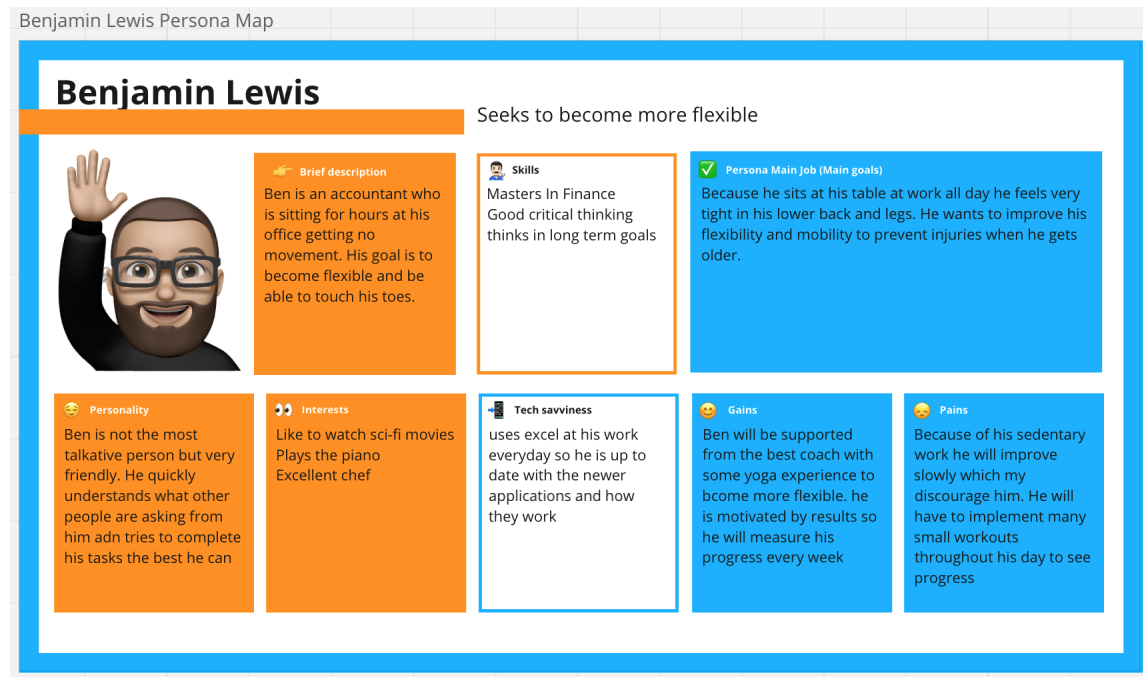 Benjamin Lewis Persona Map
Benjamin Lewis
Seeks to become more flexible
Brief description
Ben is an accountant who
is sitting for hours at his
office getting no
movement. His goal is to
become flexible and be
able to touch his toes.
Skills
Masters In Finance
Good critical thinking
thinks in long term goals
Persona Main Job (Main goals)
Because he sits at his table at work all day he feels very
tight in his lower back and legs. He wants to improve his
flexibility and mobility to prevent injuries when he gets
older.
Personality
Ben is not the most
talkative person but very
friendly. He quickly
understands what other
people are asking from
him adn tries to complete
his tasks the best he can
Interests
Like to watch sci-fi movies
Plays the piano
Excellent chef
Tech savviness
uses excel at his work
everyday so he is up to
date with the newer
applications and how
they work
Gains
Ben will be supported
from the best coach with
some yoga experience to
bcome more flexible. he
is motivated by results so
he will measure his
progress every week
Pains
Because of his sedentary
work he will improve
slowly which my
discourage him. He will
have to implement many
small workouts
throughout his day to see
progress